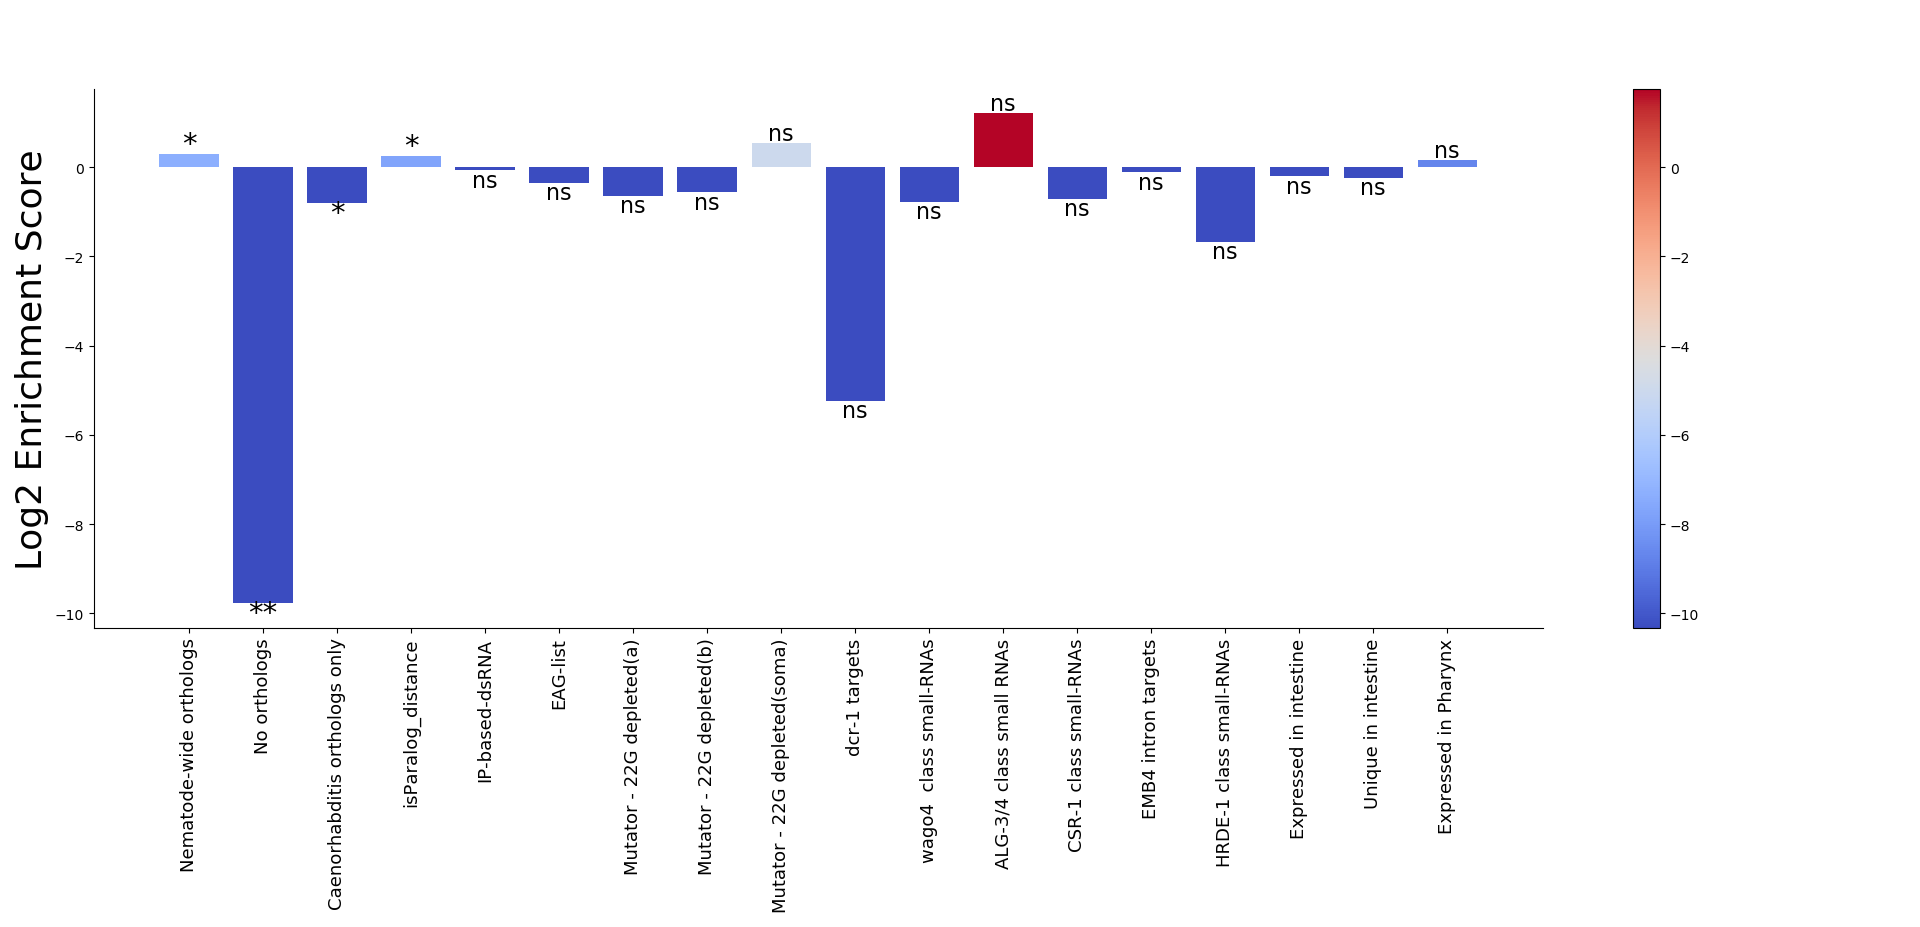 Log2 Enrichment Score
0
−2
−4
−6
−8
−10
*
**
*
*
ns
ns
ns
ns
ns
ns
ns
ns
ns
ns
ns
ns
ns
ns
Nematode-wide orthologs
No orthologs
Caenorhabditis orthologs only
isParalog_distance
IP-based-dsRNA
EAG-list
Mutator - 22G depleted(a)
Mutator - 22G depleted(b)
Mutator - 22G depleted(soma)
dcr-1 targets
wago4  class small-RNAs
ALG-3/4 class small RNAs
CSR-1 class small-RNAs
EMB4 intron targets
HRDE-1 class small-RNAs
Expressed in intestine
Unique in intestine
Expressed in Pharynx
0
−2
−4
−6
−8
−10